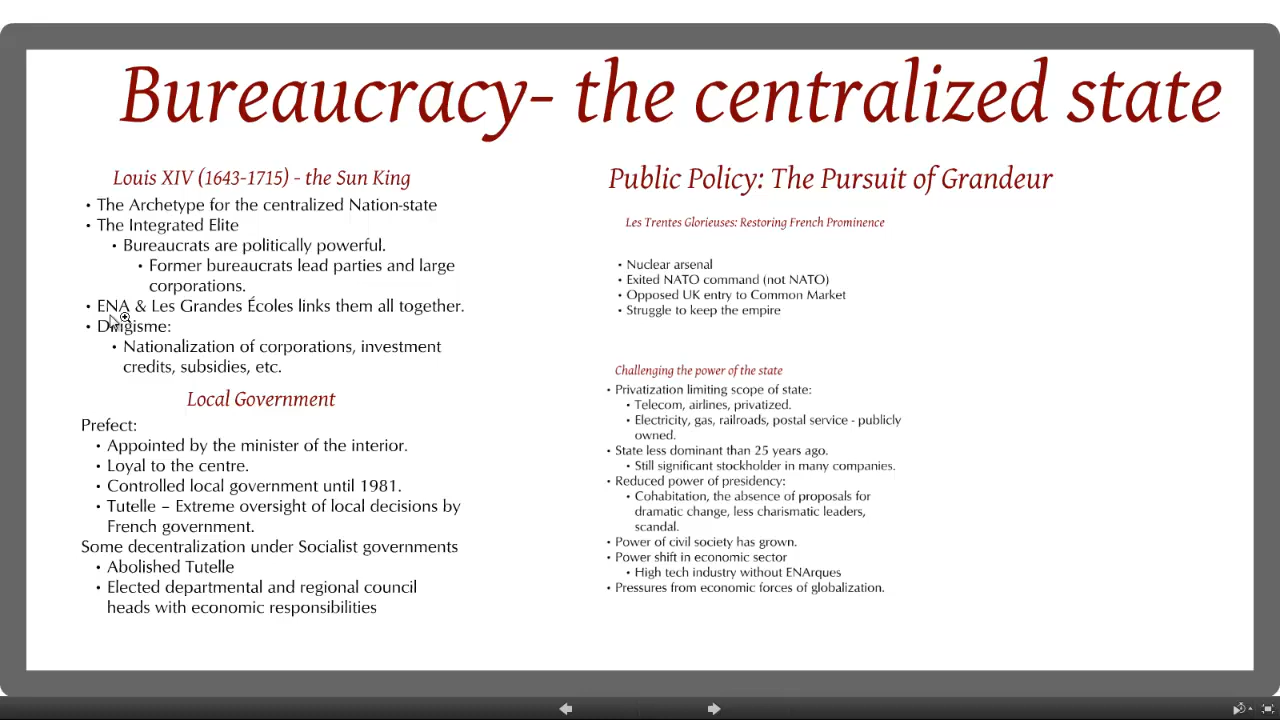 Bureaucracy- the centralized state
Louis XIV (1643-1715) - the Sun King
• The Archetype for the centralized Nation-state
• The Integrated Elite
• Bureaucrats are politically powerful.
• Former bureaucrats lead parties and large
corporations.
• ENA & Les Grandes Écoles links them all together.
• Dirigisme:
• Nationalization of corporations, investment
credits, subsidies, etc.
Local Government
Prefect:
• Appointed by the minister of the interior.
• Loyal to the centre.
• Controlled local government until 1981.
• Tutelle – Extreme oversight of local decisions by
French government.
Some decentralization under Socialist governments
• Abolished Tutelle
• Elected departmental and regional council
heads with economic responsibilities
Public Policy: The Pursuit of Grandeur
Les Trentes Glorieuses: Restoring French Prominence
• Nuclear arsenal
• Exited NATO command (not NATO)
• Opposed UK entry to Common Market
• Struggle to keep the empire
Challenging the power of the state
• Privatization limiting scope of state:
• Telecom, airlines, privatized.
• Electricity, gas, railroads, postal service - publicly
owned.
• State less dominant than 25 years ago.
• Still significant stockholder in many companies.
• Reduced power of presidency:
• Cohabitation, the absence of proposals for
dramatic change, less charismatic leaders,
scandal.
• Power of civil society has grown.
• Power shift in economic sector
• High tech industry without ENArques
• Pressures from economic forces of globalization.